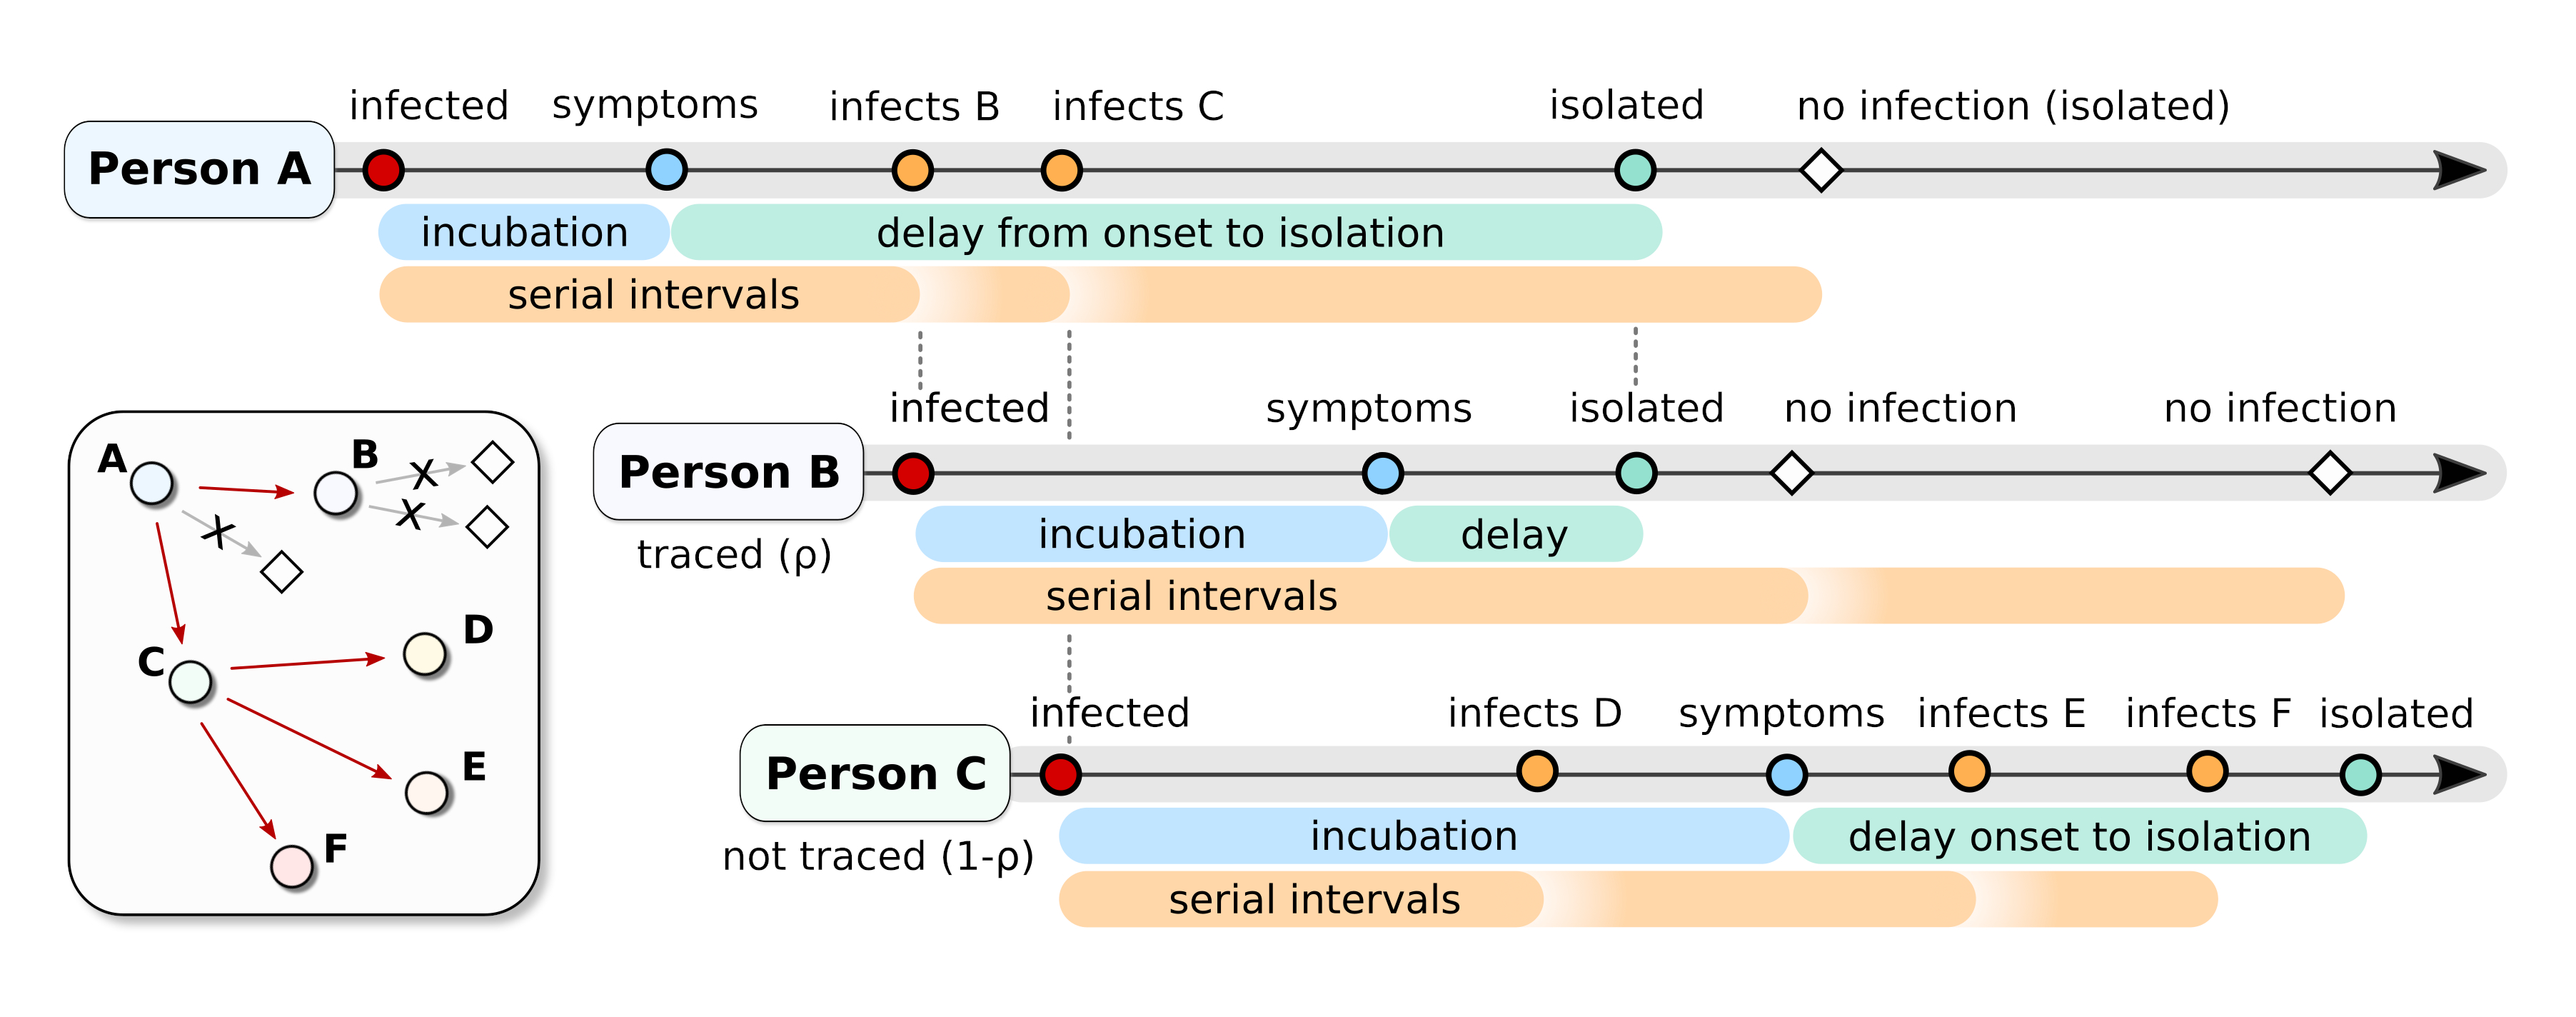 infected symptoms infects B infects C isolated no infection (isolated)
Person A
incubation delay from onset to isolation
serial intervals
infected symptoms isolated no infection no infection
Person B
traced (ρ)
incubation delay
serial intervals
infected infects D symptoms infects E infects F isolated
Person C
not traced (1-ρ)
incubation delay onset to isolation
serial intervals
A B
X X
X
C D
E
F